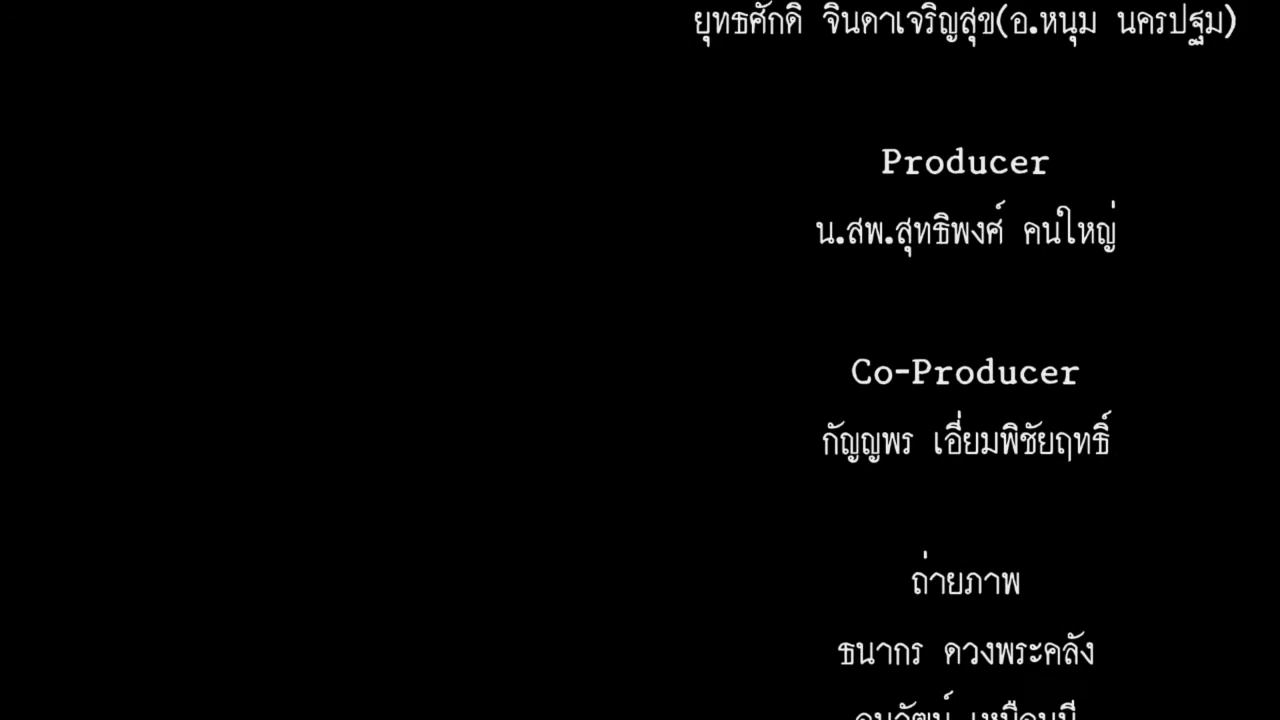 ยุทธศักดิ์ จินดาเจริญสุข(อ.หนุม นครปฐม)
Producer
น.สพ.สุทธิพงศ์ คนใหญ่
Co-Producer
กัญญพร เอี่ยมพิชัยฤทธิ์
ถ่ายภาพ
ธนากร ดวงพระคลัง